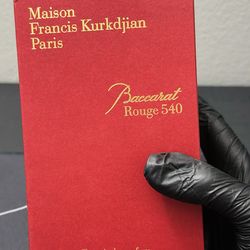 Maison
Francis Kurkdjian
Paris
Baccarat
Rouge 540